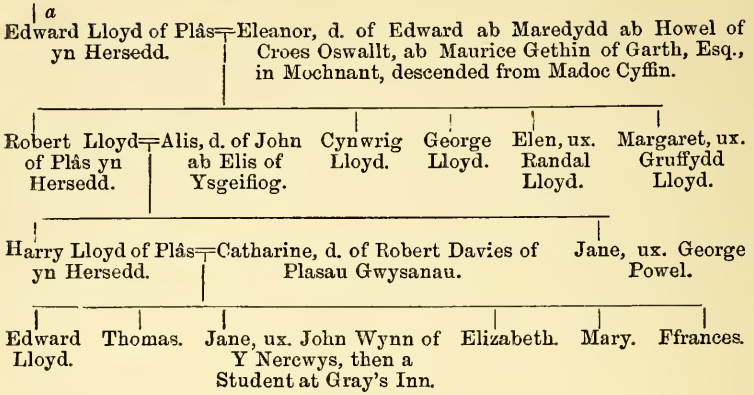 a
Edward Lloyd of Plâs=Eleanor, d. of Edward ab Maredydd ab Howel of
yn Hersedd. Croes Oswallt, ab Maurice Gethin of Garth, Esq.,
in Mochnant, descended from Madoc Cyffin.
Robert Lloyd=Alis, d. of John Cynwrig George Elen, ux. Margaret, ux.
of Plâs yn ab Elis of Lloyd. Lloyd. Randal Gruffydd
Hersedd. Ysgeifiog. Lloyd. Lloyd.
Harry Lloyd of Plâs=Catharine, d. of Robert Davies of Jane, ux. George
yn Hersedd. Plasau Gwysanau. Powel.
Edward Thomas. Jane, ux. John Wynn of Elizabeth. Mary. Ffrances.
Lloyd. Y Nercwys, then a
Student at Gray's Inn.